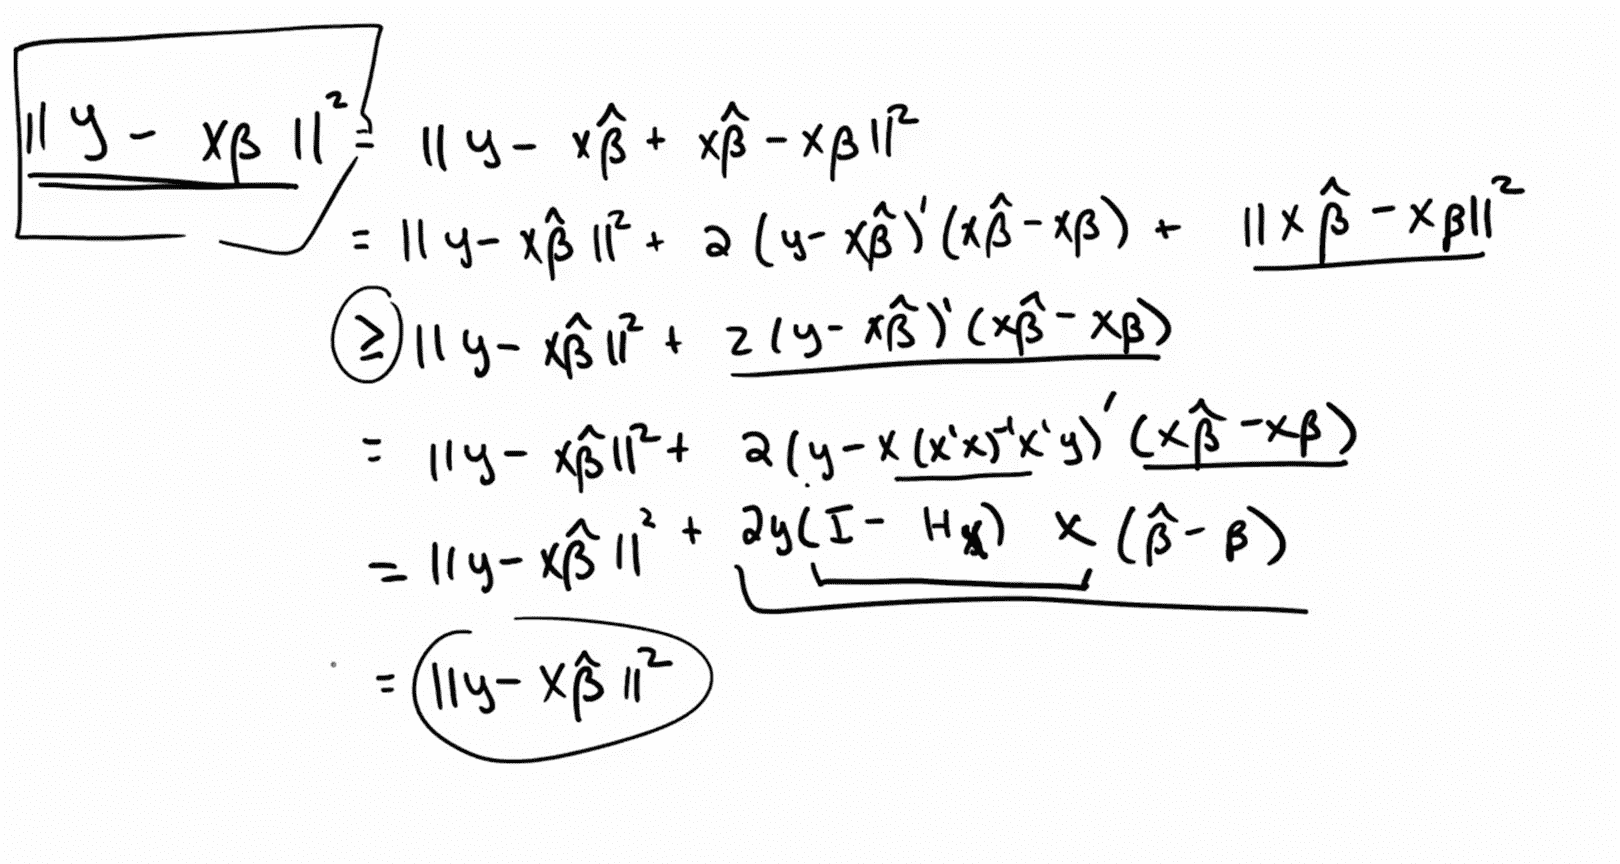 ‖y - xβ‖² = ‖y - xβ̂ + xβ̂ - xβ‖²
= ‖y - xβ̂‖² + 2(y - xβ̂)'(xβ̂ - xβ) + ‖xβ̂ - xβ‖²
≥ ‖y - xβ̂‖² + 2(y - xβ̂)'(xβ̂ - xβ)
= ‖y - xβ̂‖² + 2(y - x(x'x)⁻¹x'y)'(xβ̂ - xβ)
= ‖y - xβ̂‖² + 2y(I - Hₓ) x (β̂ - β)
= ‖y - xβ̂‖²